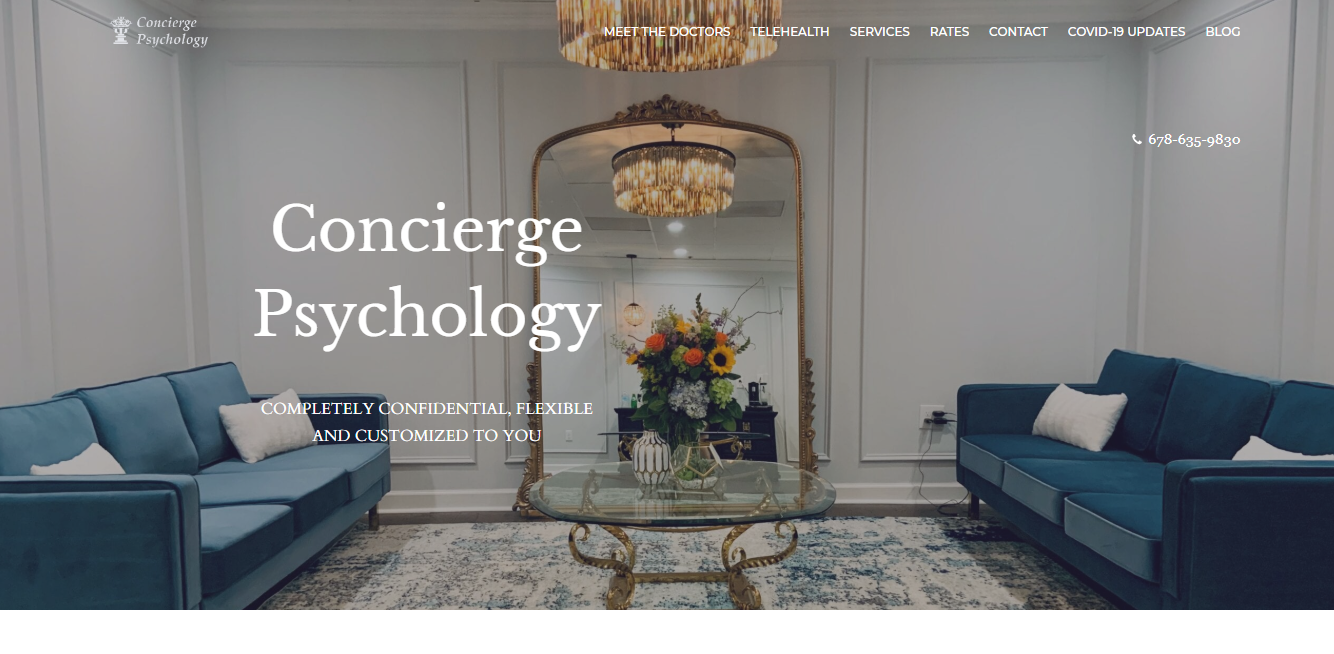 Concierge
Psychology
MEET THE DOCTORS TELEHEALTH SERVICES RATES CONTACT COVID-19 UPDATES BLOG
678-635-9830
Concierge
Psychology
COMPLETELY CONFIDENTIAL, FLEXIBLE
AND CUSTOMIZED TO YOU